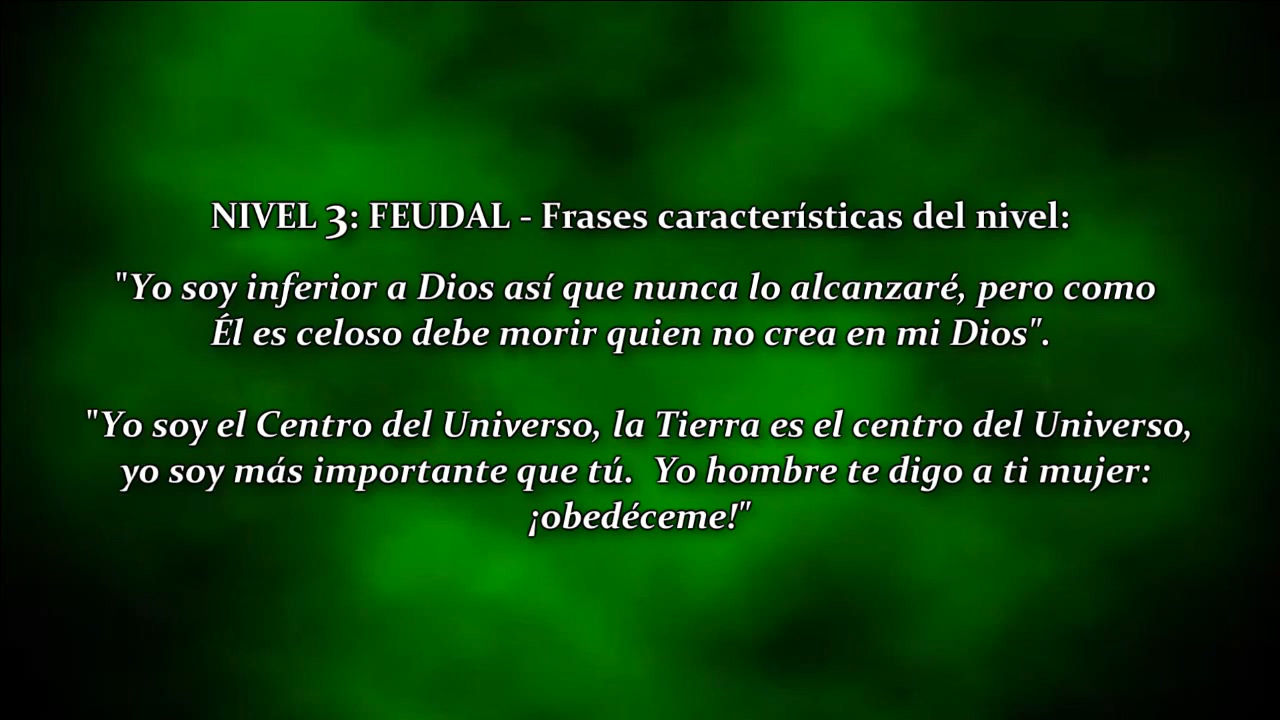 NIVEL 3: FEUDAL - Frases características del nivel:
"Yo soy inferior a Dios así que nunca lo alcanzaré, pero como
Él es celoso debe morir quien no crea en mi Dios".
"Yo soy el Centro del Universo, la Tierra es el centro del Universo,
yo soy más importante que tú.  Yo hombre te digo a ti mujer:
¡obedéceme!"